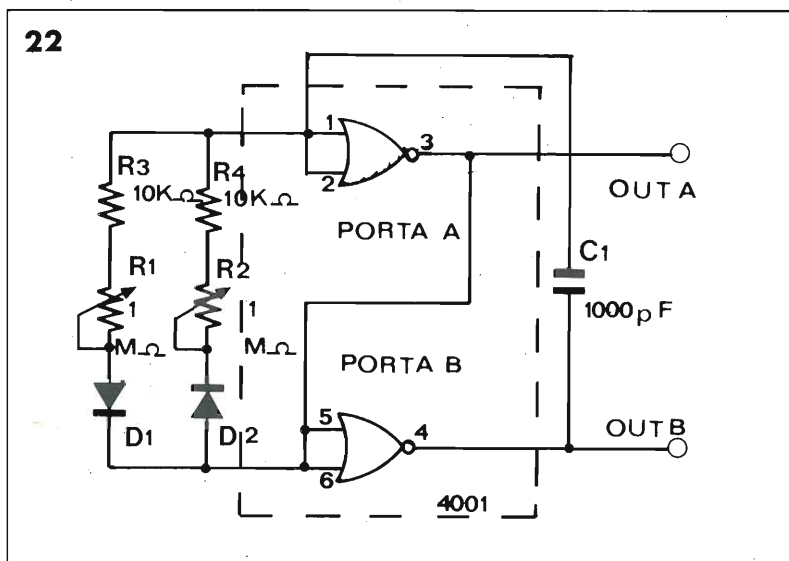 22
1
3
2
R3
10KΩ
R4
10KΩ
OUT A
PORTA A
R1
1
MΩ
R2
1
MΩ
C1
1000pF
PORTA B
5
4
6
D1
D2
OUT B
4001